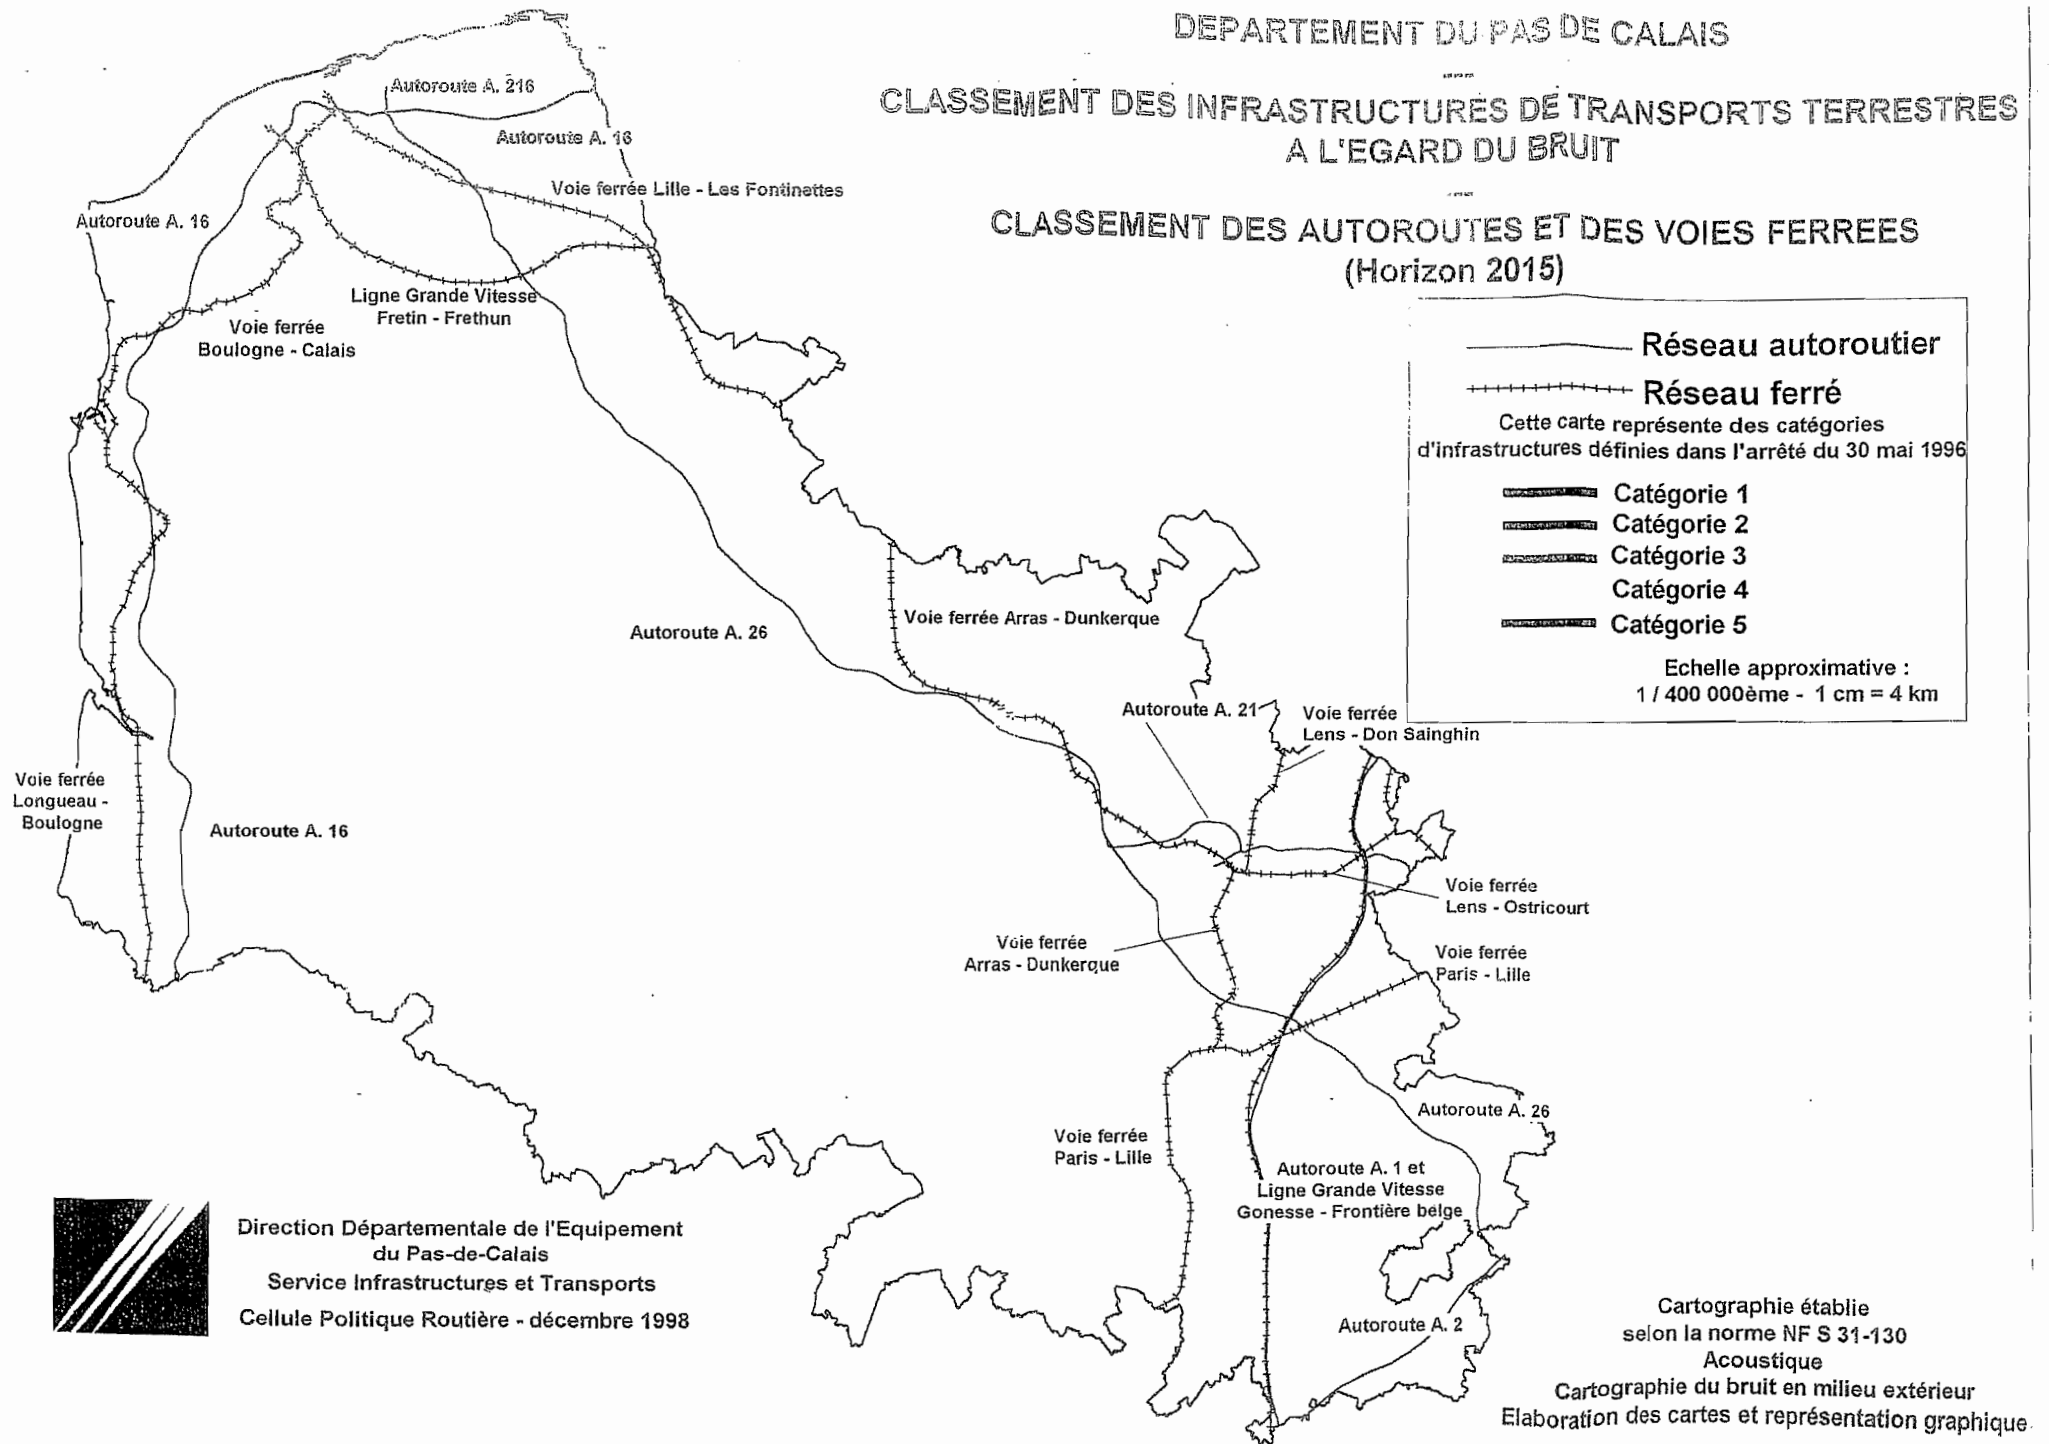 DEPARTEMENT DU PAS DE CALAIS
CLASSEMENT DES INFRASTRUCTURES DE TRANSPORTS TERRESTRES
A L'EGARD DU BRUIT
CLASSEMENT DES AUTOROUTES ET DES VOIES FERREES
(Horizon 2015)
Réseau autoroutier
Réseau ferré
Cette carte représente des catégories
d'infrastructures définies dans l'arrêté du 30 mai 1996
Catégorie 1
Catégorie 2
Catégorie 3
Catégorie 4
Catégorie 5
Echelle approximative :
1 / 400 000ème - 1 cm = 4 km
Autoroute A. 216
Autoroute A. 16
Voie ferrée Lille - Les Fontinettes
Autoroute A. 16
Ligne Grande Vitesse
Fretin - Frethun
Voie ferrée
Boulogne - Calais
Voie ferrée Arras - Dunkerque
Autoroute A. 26
Autoroute A. 21
Voie ferrée
Lens - Don Sainghin
Voie ferrée
Longueau -
Boulogne
Autoroute A. 16
Voie ferrée
Lens - Ostricourt
Voie ferrée
Arras - Dunkerque
Voie ferrée
Paris - Lille
Autoroute A. 26
Voie ferrée
Paris - Lille
Autoroute A. 1 et
Ligne Grande Vitesse
Gonesse - Frontière belge
Autoroute A. 2
Direction Départementale de l'Equipement
du Pas-de-Calais
Service Infrastructures et Transports
Cellule Politique Routière - décembre 1998
Cartographie établie
selon la norme NF S 31-130
Acoustique
Cartographie du bruit en milieu extérieur
Elaboration des cartes et représentation graphique